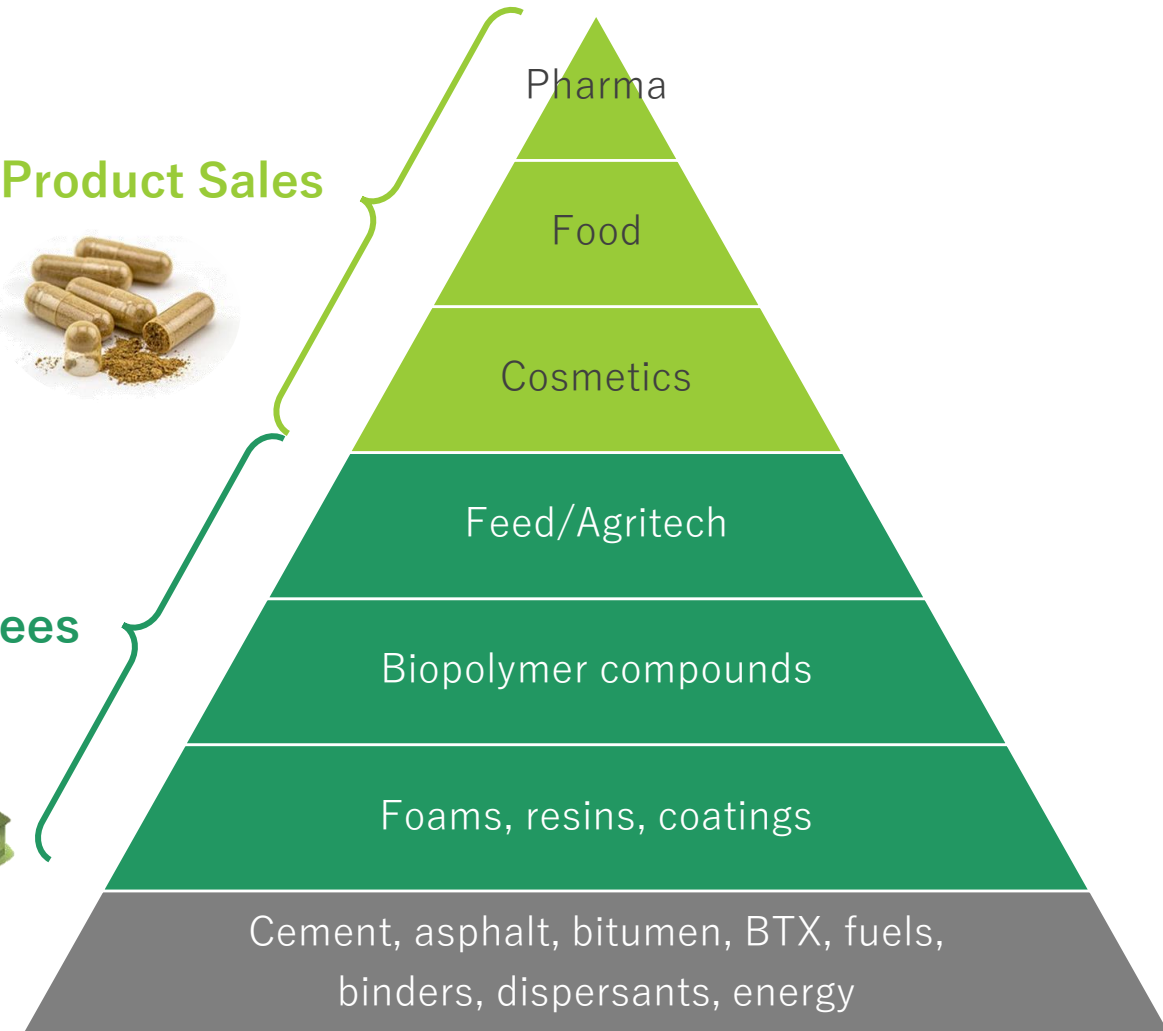 Pharma
Product Sales
Food
Cosmetics
Feed/Agritech
ees
Biopolymer compounds
Foams, resins, coatings
Cement, asphalt, bitumen, BTX, fuels,
binders, dispersants, energy